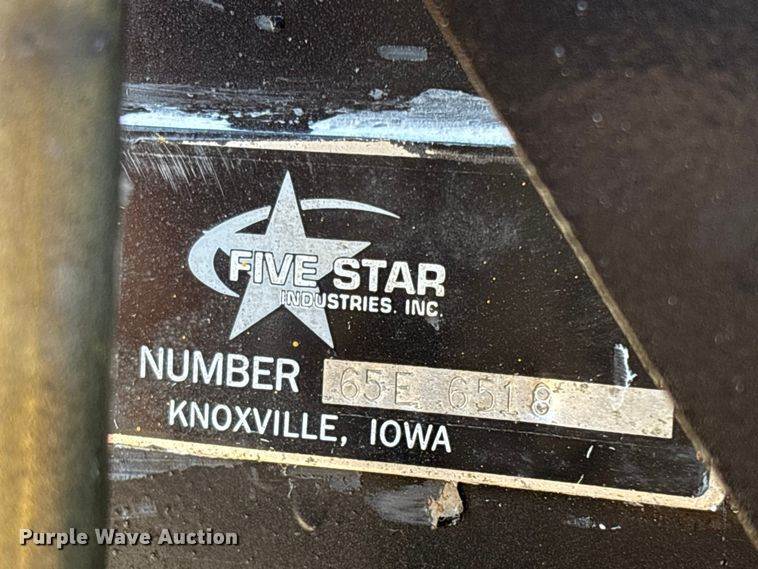 FIVE STAR
INDUSTRIES, INC.
NUMBER 65E 6518
KNOXVILLE, IOWA
Purple Wave Auction